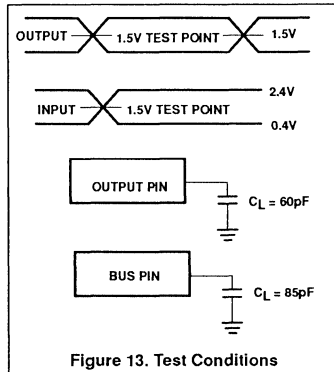 OUTPUT 1.5V TEST POINT 1.5V
2.4V
INPUT 1.5V TEST POINT
0.4V
OUTPUT PIN
CL = 60pF
BUS PIN
CL = 85pF
Figure 13. Test Conditions